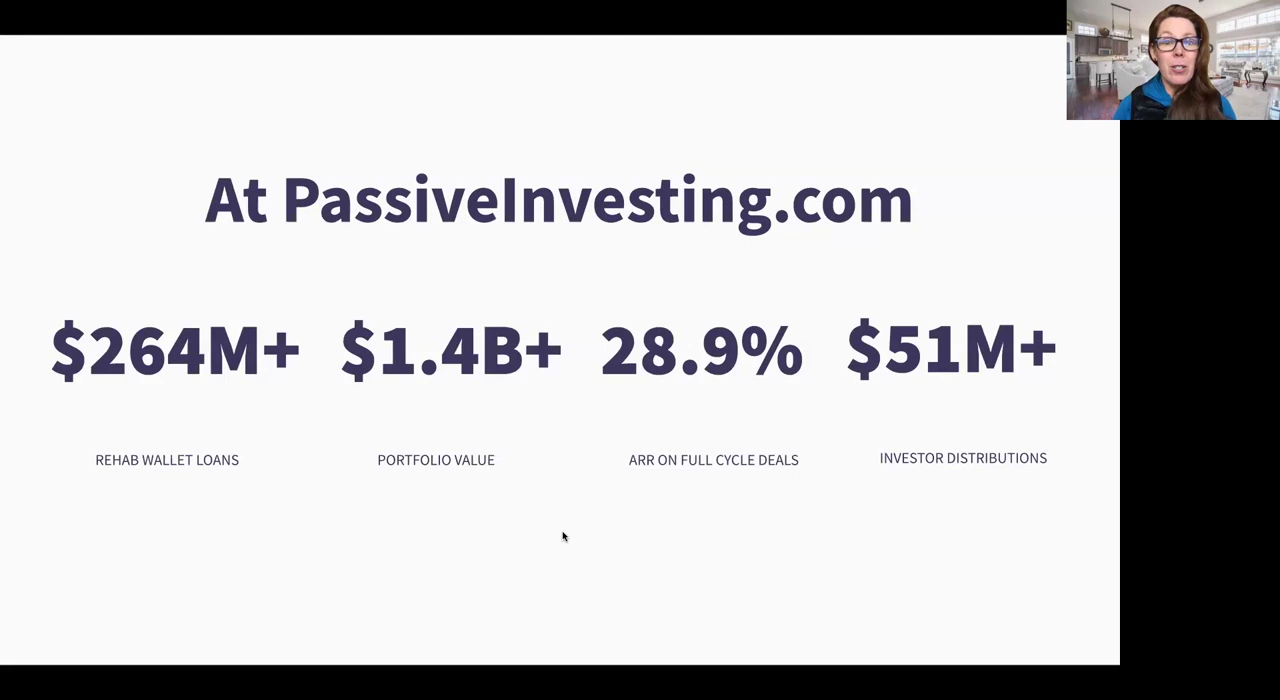 At PassiveInvesting.com
$264M+ $1.4B+ 28.9% $51M+
REHAB WALLET LOANS PORTFOLIO VALUE ARR ON FULL CYCLE DEALS INVESTOR DISTRIBUTIONS